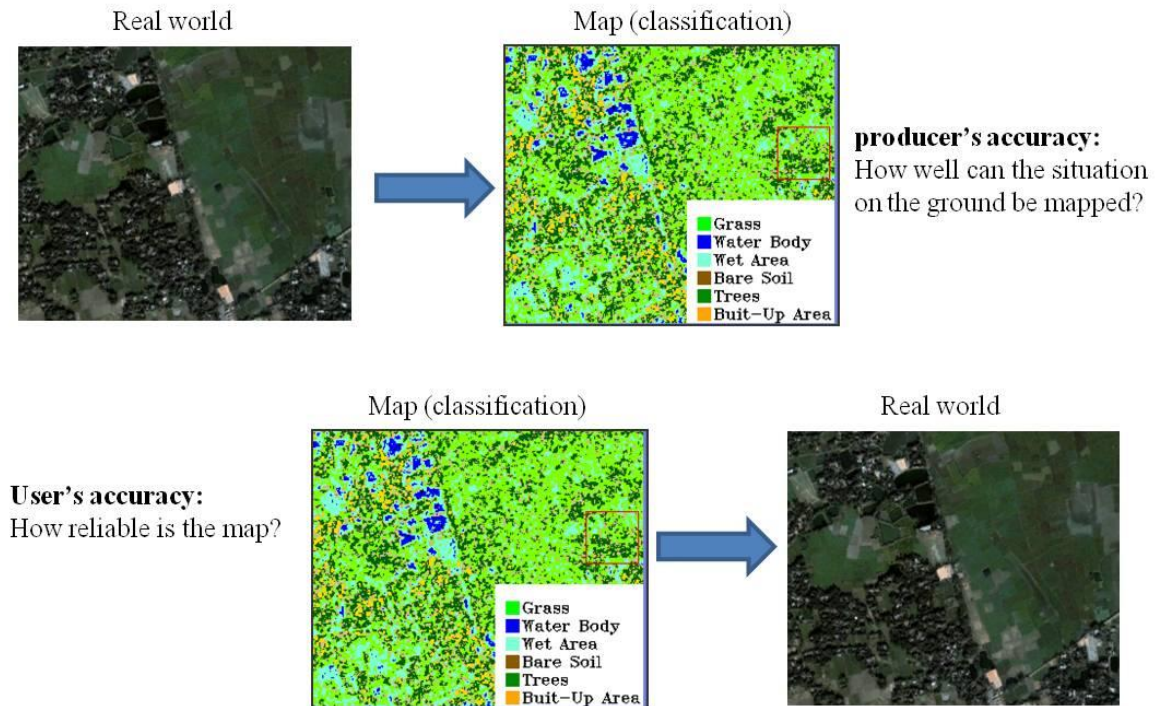 Real world
Map (classification)
producer's accuracy:
How well can the situation
on the ground be mapped?
Grass
Water Body
Wet Area
Bare Soil
Trees
Buit-Up Area
Map (classification)
Real world
User's accuracy:
How reliable is the map?
Grass
Water Body
Wet Area
Bare Soil
Trees
Buit-Up Area